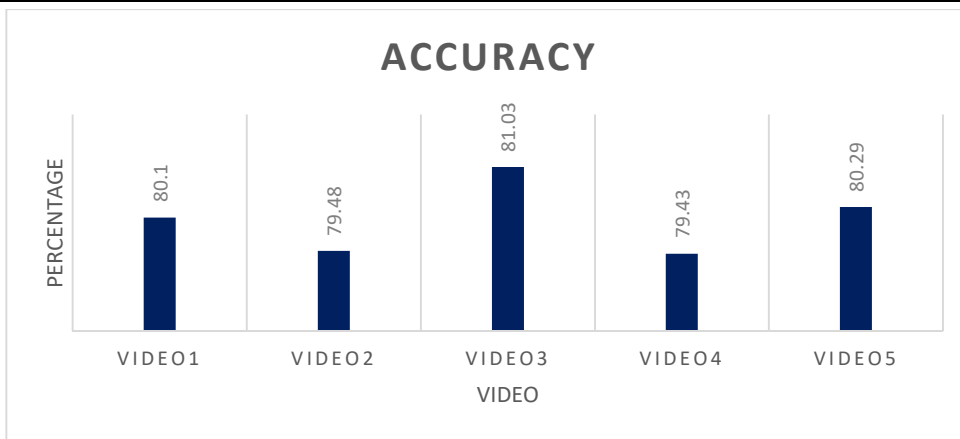 ACCURACY
PERCENTAGE
80.1
79.48
81.03
79.43
80.29
VIDEO1
VIDEO2
VIDEO3
VIDEO4
VIDEO5
VIDEO